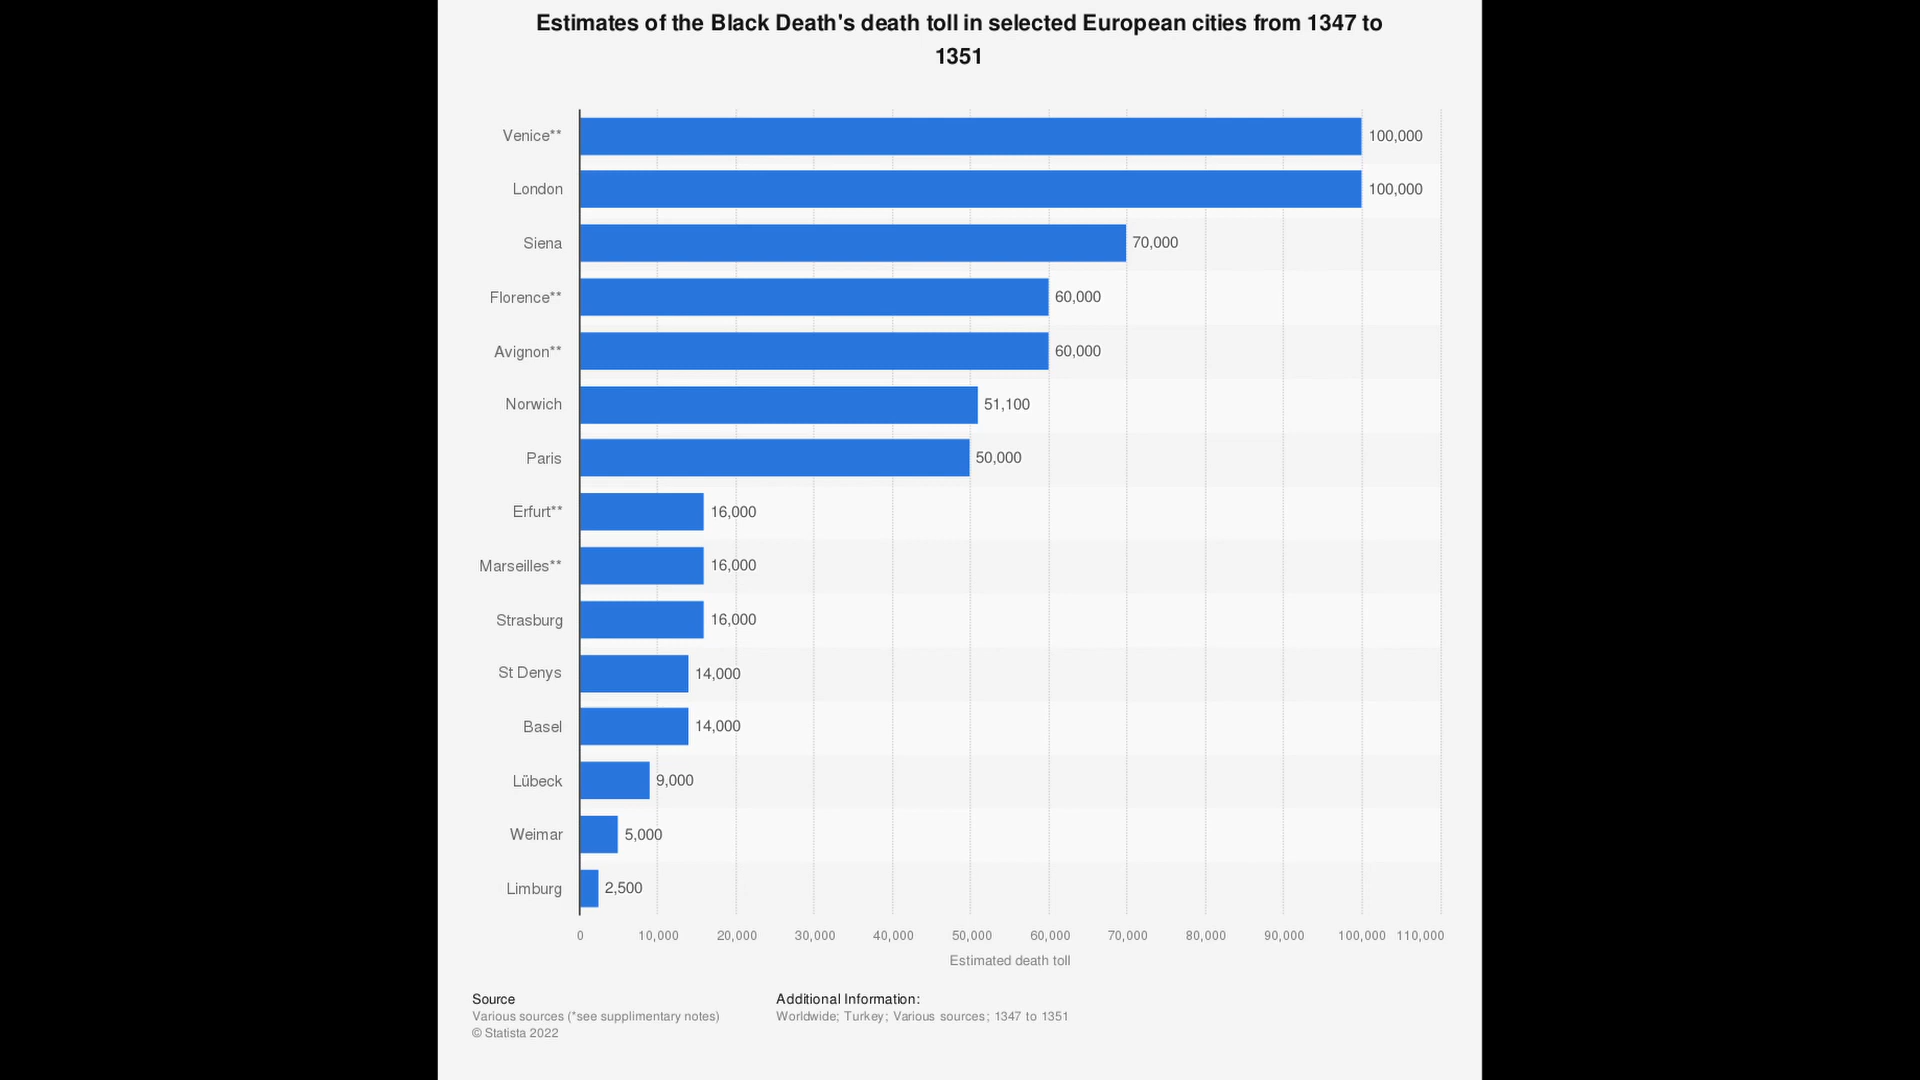 Estimates of the Black Death's death toll in selected European cities from 1347 to
1351
Venice** 100,000
London 100,000
Siena 70,000
Florence** 60,000
Avignon** 60,000
Norwich 51,100
Paris 50,000
Erfurt** 16,000
Marseilles** 16,000
Strasburg 16,000
St Denys 14,000
Basel 14,000
Lübeck 9,000
Weimar 5,000
Limburg 2,500
0 10,000 20,000 30,000 40,000 50,000 60,000 70,000 80,000 90,000 100,000 110,000
Estimated death toll
Source
Various sources (*see supplimentary notes)
© Statista 2022
Additional Information:
Worldwide; Turkey; Various sources; 1347 to 1351